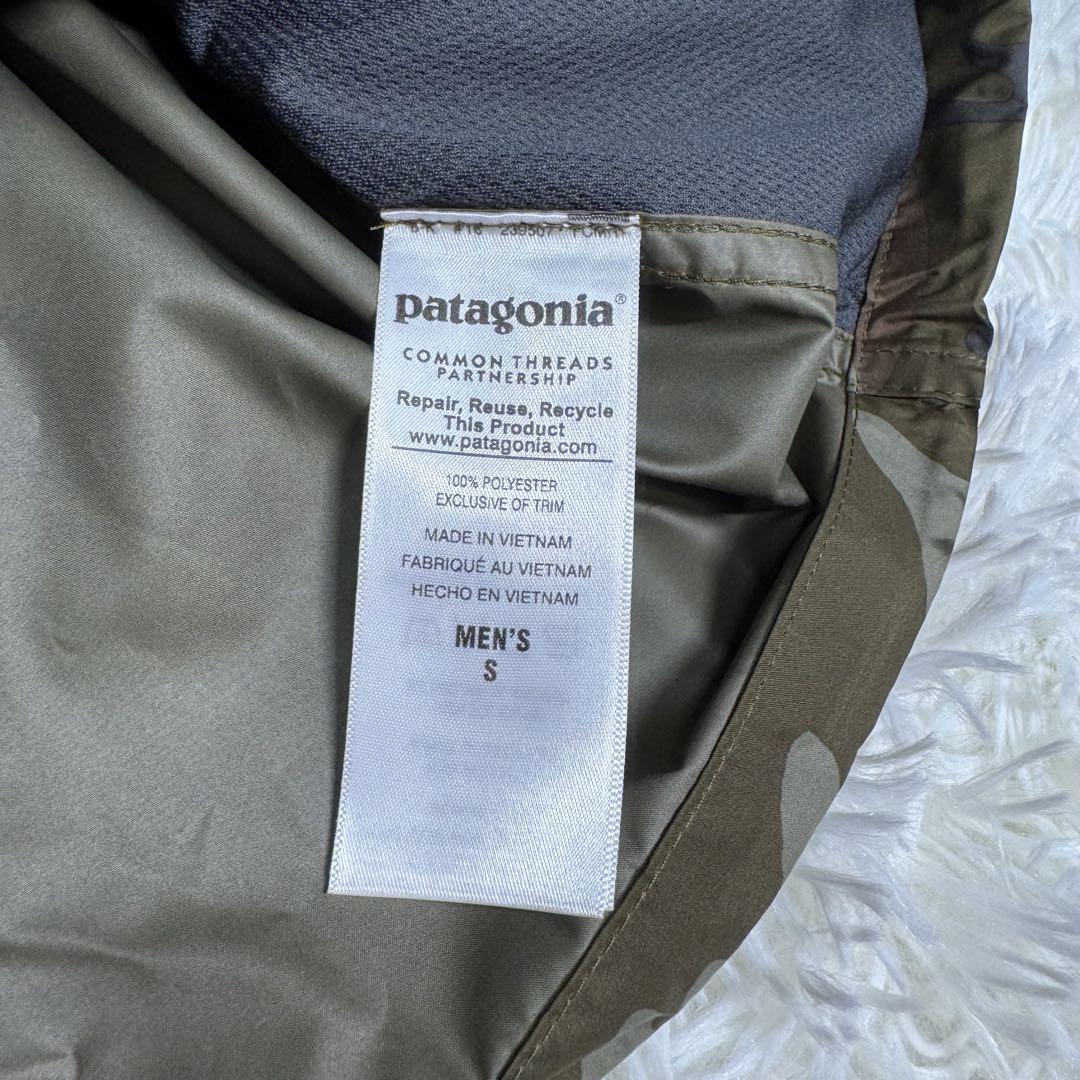 patagonia®
COMMON THREADS
PARTNERSHIP
Repair, Reuse, Recycle
This Product
www.patagonia.com
100% POLYESTER
EXCLUSIVE OF TRIM
MADE IN VIETNAM
FABRIQUÉ AU VIETNAM
HECHO EN VIETNAM
MEN'S
S